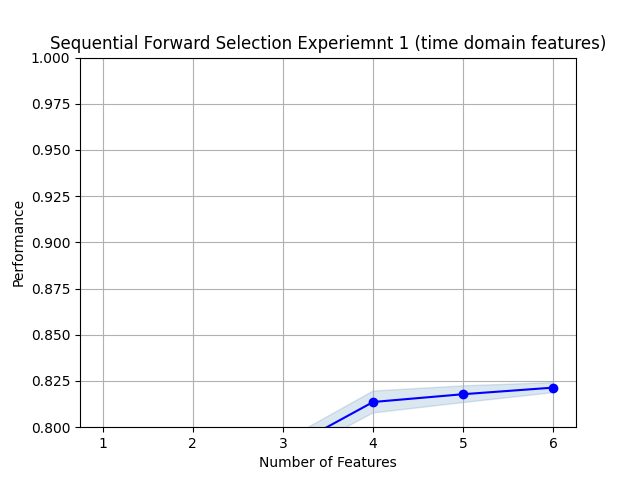 Sequential Forward Selection Experiemnt 1 (time domain features)
1.000
0.975
0.950
0.925
0.900
0.875
0.850
0.825
0.800
Performance
1 2 3 4 5 6
Number of Features